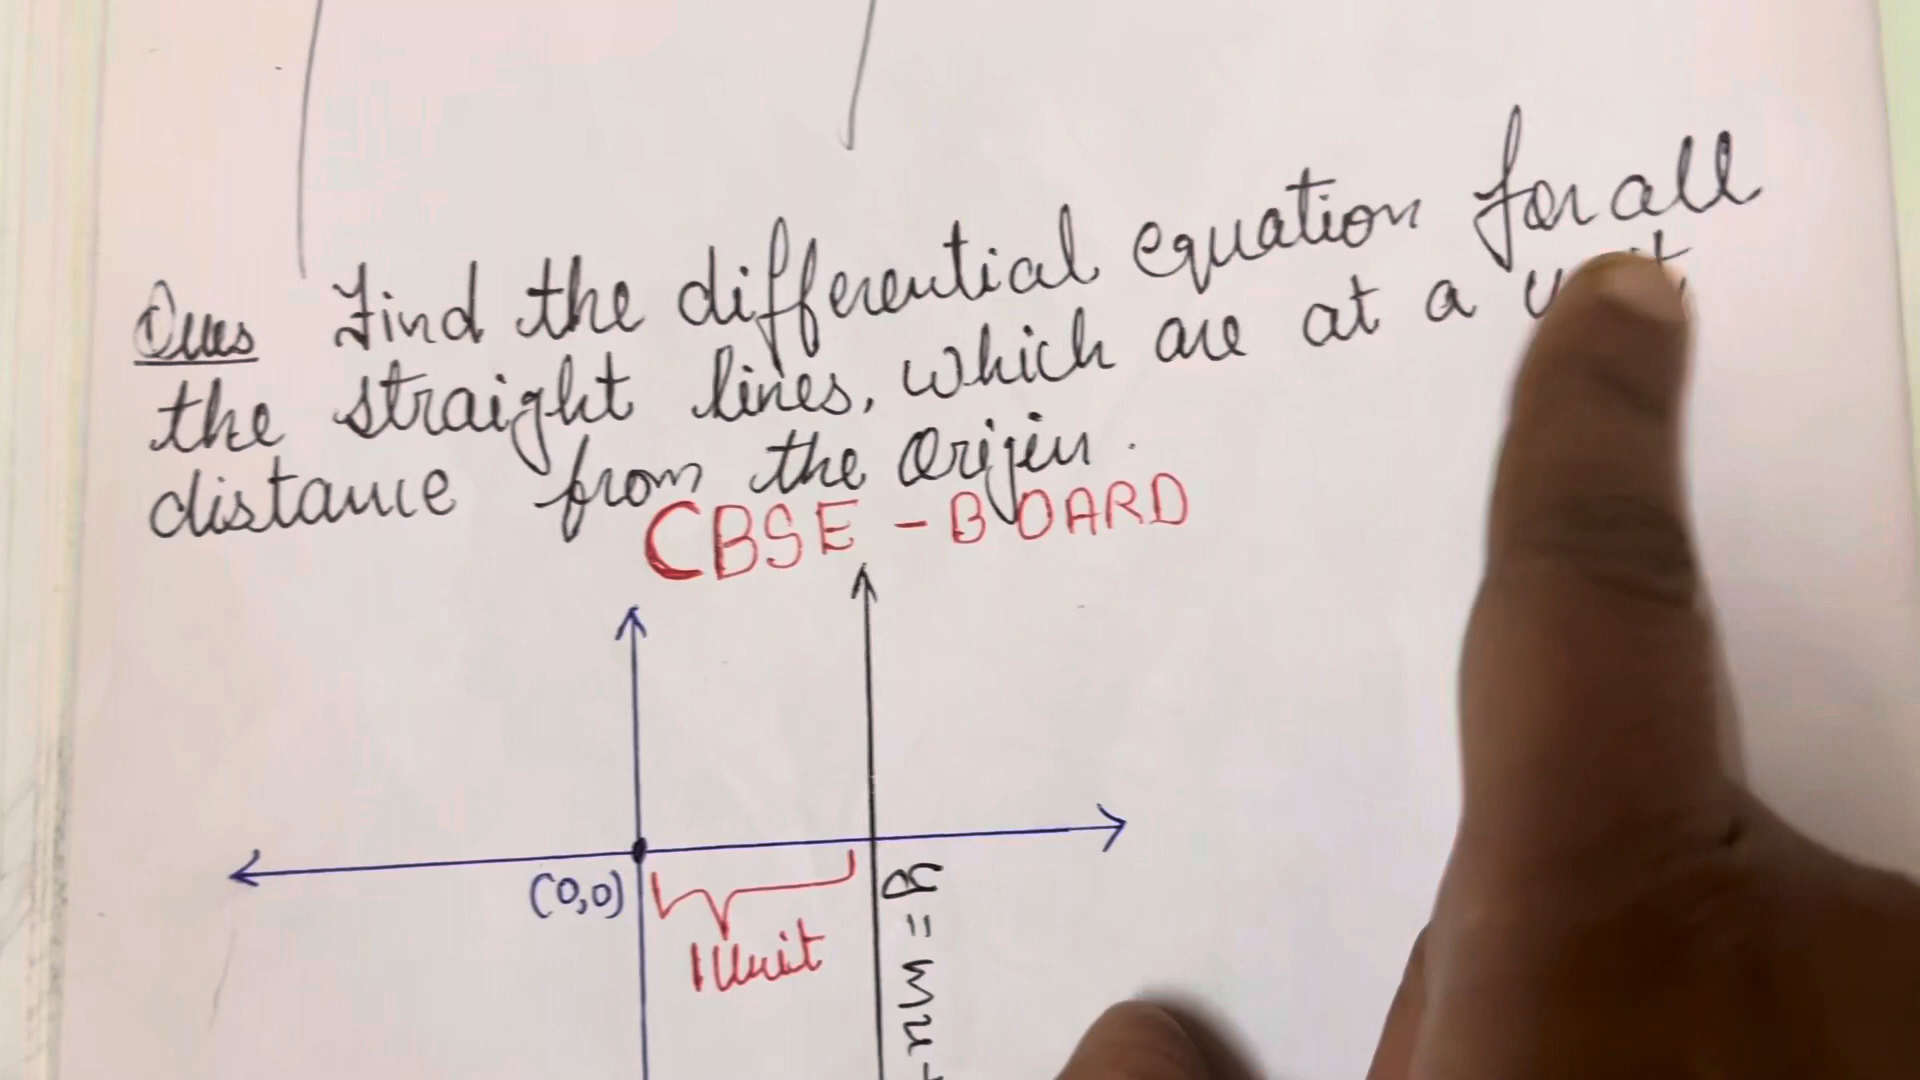 Ques Find the differential equation for all
the straight lines, which are at a
distance from the origin.
CBSE - BOARD
(0,0)
1 Unit
y = mx